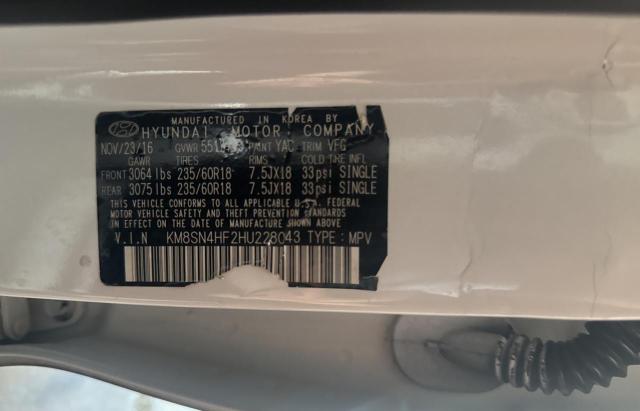 MANUFACTURED IN KOREA BY
HYUNDAI MOTOR COMPANY
NOV/23/16 GVWR PAINT YAC TRIM VFG
GAWR TIRES RIMS COLD TIRE INFL
FRONT 3064 lbs 235/60R18 7.5JX18 33psi SINGLE
REAR 3075 lbs 235/60R18 7.5JX18 33psi SINGLE
THIS VEHICLE CONFORMS TO ALL APPLICABLE U.S. FEDERAL
MOTOR VEHICLE SAFETY AND THEFT PREVENTION STANDARDS
IN EFFECT ON THE DATE OF MANUFACTURE SHOWN ABOVE
V.I.N KM8SN4HF2HU228043 TYPE : MPV